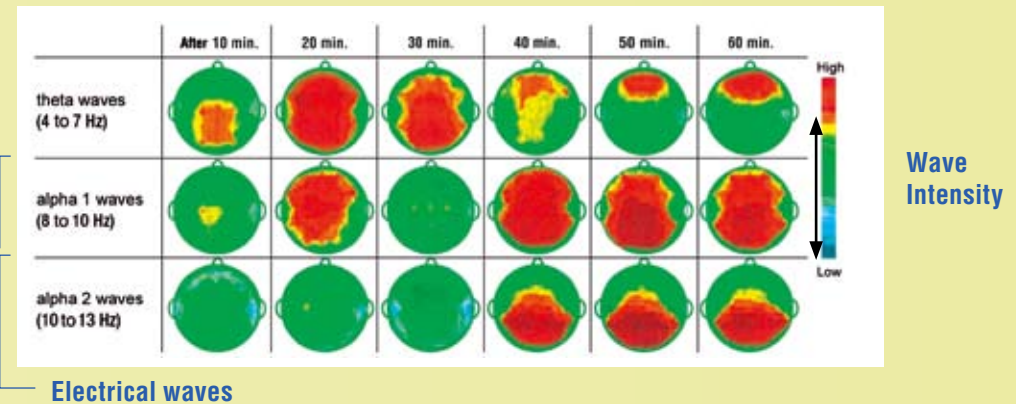 After 10 min. 20 min. 30 min. 40 min. 50 min. 60 min.
High
theta waves
(4 to 7 Hz)
alpha 1 waves
(8 to 10 Hz)
Wave
Intensity
Low
alpha 2 waves
(10 to 13 Hz)
Electrical waves